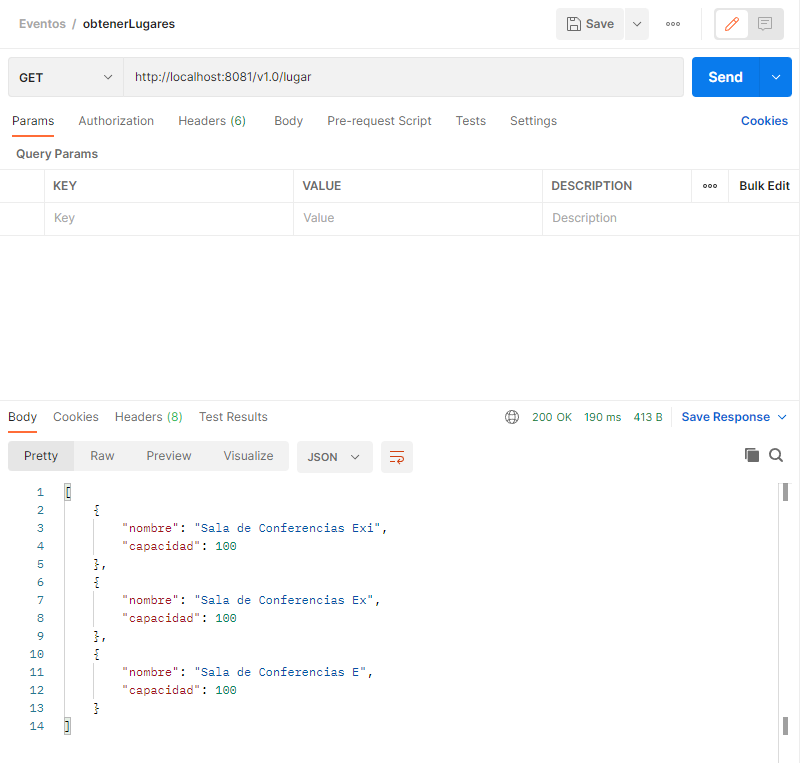 Eventos / obtenerLugares
Save
GET
http://localhost:8081/v1.0/lugar
Send
Params Authorization Headers (6) Body Pre-request Script Tests Settings Cookies
Query Params
KEY VALUE DESCRIPTION ooo Bulk Edit
Key Value Description
Body Cookies Headers (8) Test Results 200 OK 190 ms 413 B Save Response
Pretty Raw Preview Visualize JSON
1 [
2 {
3 "nombre": "Sala de Conferencias Exi",
4 "capacidad": 100
5 },
6 {
7 "nombre": "Sala de Conferencias Ex",
8 "capacidad": 100
9 },
10 {
11 "nombre": "Sala de Conferencias E",
12 "capacidad": 100
13 }
14 ]